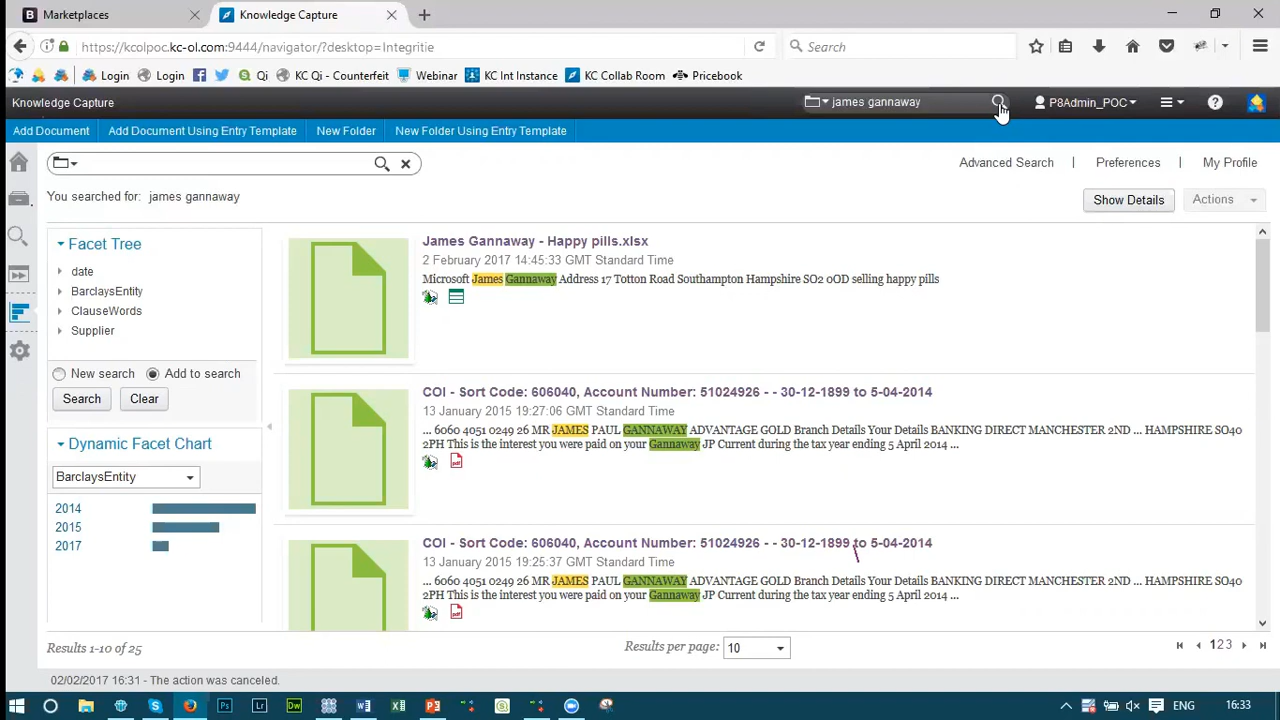 Marketplaces
Knowledge Capture
https://kcolpoc.kc-ol.com:9444/navigator/?desktop=Integritie
Search
Login
Login
Qi
KC Qi - Counterfeit
Webinar
KC Int Instance
KC Collab Room
Pricebook
Knowledge Capture
james gannaway
P8Admin_POC
Add Document
Add Document Using Entry Template
New Folder
New Folder Using Entry Template
Advanced Search
Preferences
My Profile
You searched for: james gannaway
Show Details
Actions
Facet Tree
date
BarclaysEntity
ClauseWords
Supplier
New search
Add to search
Search
Clear
Dynamic Facet Chart
BarclaysEntity
2014
2015
2017
James Gannaway - Happy pills.xlsx
2 February 2017 14:45:33 GMT Standard Time
Microsoft James Gannaway Address 17 Totton Road Southampton Hampshire SO2 0OD selling happy pills
COI - Sort Code: 606040, Account Number: 51024926 - - 30-12-1899 to 5-04-2014
13 January 2015 19:27:06 GMT Standard Time
... 6060 4051 0249 26 MR JAMES PAUL GANNAWAY ADVANTAGE GOLD Branch Details Your Details BANKING DIRECT MANCHESTER 2ND ... HAMPSHIRE SO40
2PH This is the interest you were paid on your Gannaway JP Current during the tax year ending 5 April 2014 ...
pdf
COI - Sort Code: 606040, Account Number: 51024926 - - 30-12-1899 to 5-04-2014
13 January 2015 19:25:37 GMT Standard Time
... 6060 4051 0249 26 MR JAMES PAUL GANNAWAY ADVANTAGE GOLD Branch Details Your Details BANKING DIRECT MANCHESTER 2ND ... HAMPSHIRE SO40
2PH This is the interest you were paid on your Gannaway JP Current during the tax year ending 5 April 2014 ...
pdf
Results 1-10 of 25
Results per page: 10
1 2 3
02/02/2017 16:31 - The action was canceled.
Ps
Lr
Dw
ENG
16:33